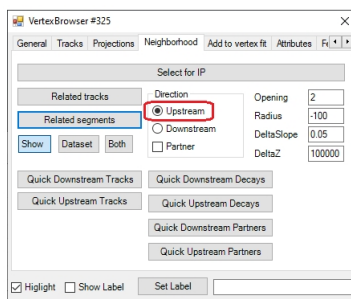 VertexBrowser #325
General Tracks Projections Neighborhood Add to vertex fit Attributes
Select for IP
Related tracks
Related segments
Show Dataset Both
Direction
Upstream
Downstream
Partner
Opening 2
Radius -100
DeltaSlope 0.05
DeltaZ 100000
Quick Downstream Tracks Quick Downstream Decays
Quick Upstream Tracks Quick Upstream Decays
Quick Downstream Partners
Quick Upstream Partners
Higlight Show Label Set Label